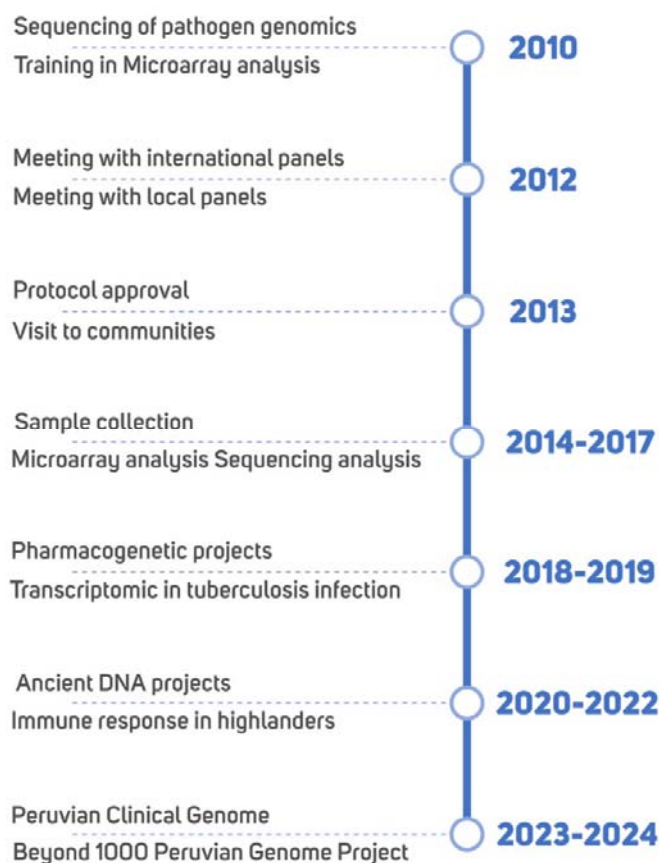 Sequencing of pathogen genomics
2010
Training in Microarray analysis
Meeting with international panels
2012
Meeting with local panels
Protocol approval
2013
Visit to communities
Sample collection
2014-2017
Microarray analysis Sequencing analysis
Pharmacogenetic projects
2018-2019
Transcriptomic in tuberculosis infection
Ancient DNA projects
2020-2022
Immune response in highlanders
Peruvian Clinical Genome
2023-2024
Beyond 1000 Peruvian Genome Project